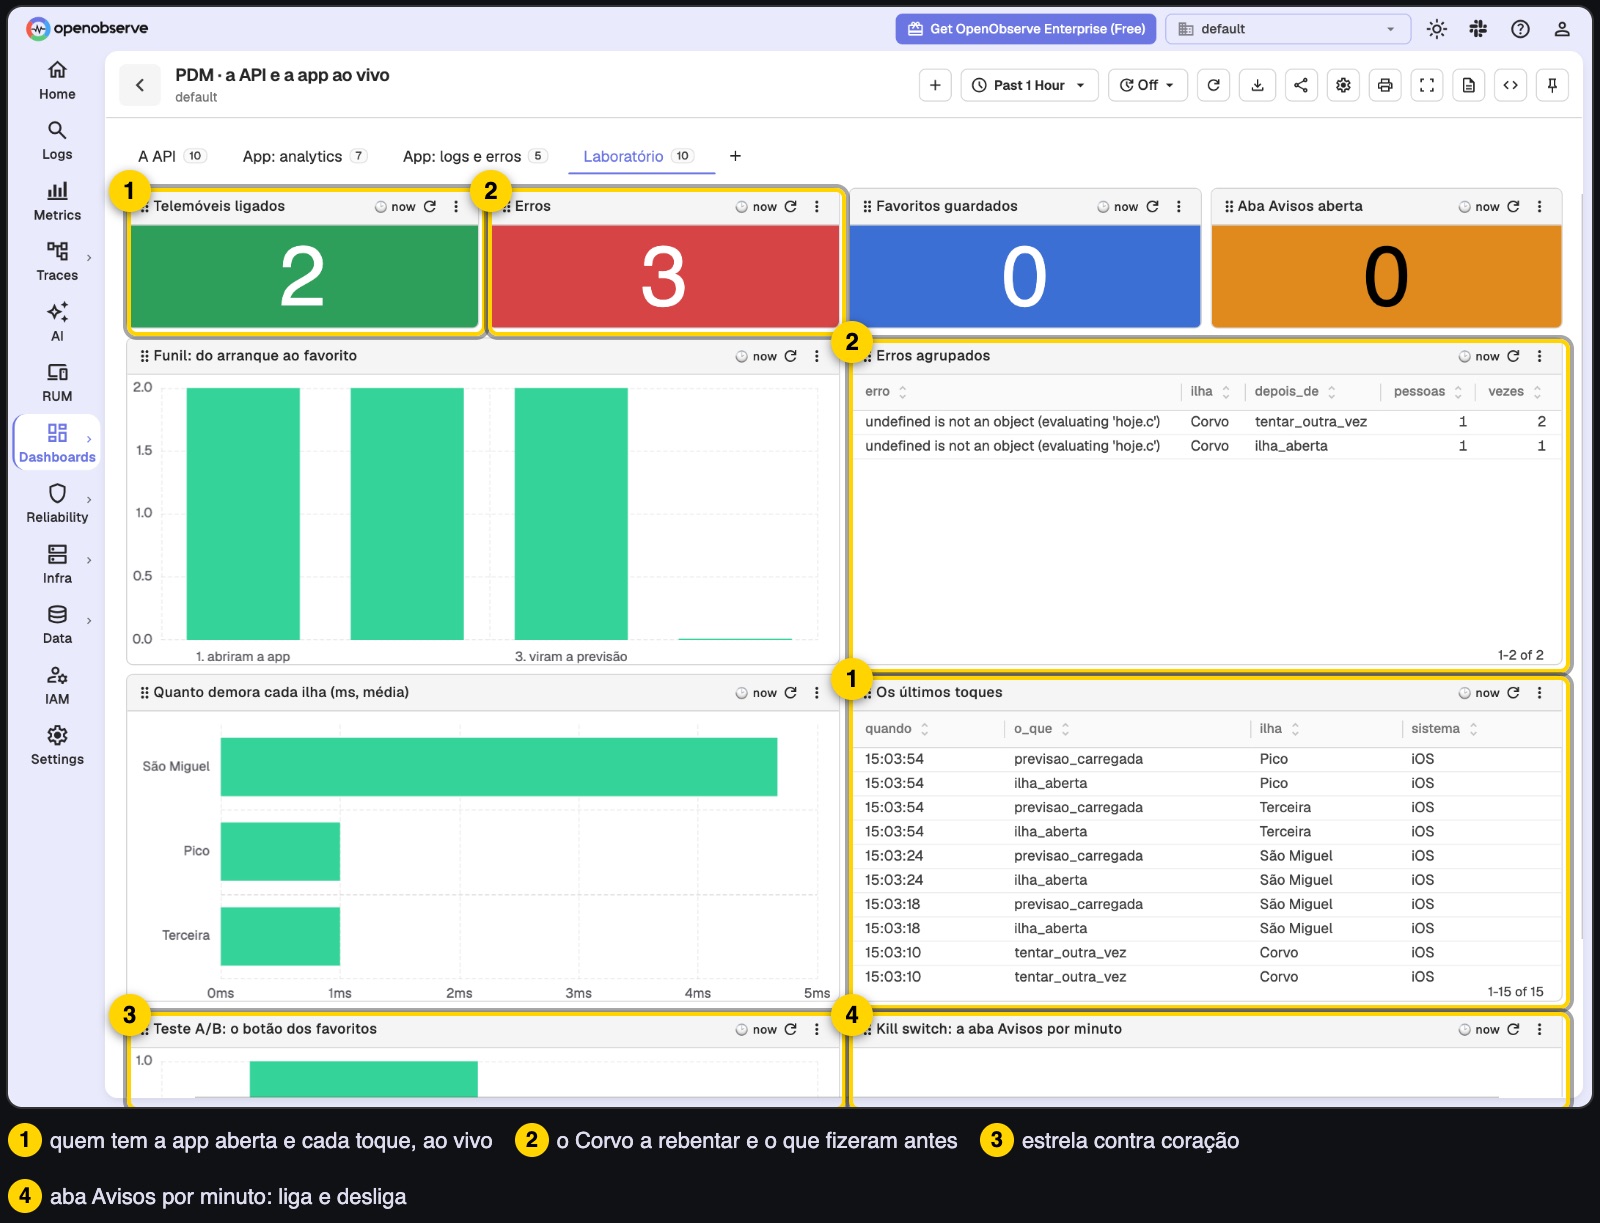 openobserve
Get OpenObserve Enterprise (Free)
default
Home
Logs
Metrics
Traces
AI
RUM
Dashboards
Reliability
Infra
Data
IAM
Settings
PDM · a API e a app ao vivo
default
Past 1 Hour
Off
A API 10
App: analytics 7
App: logs e erros 5
Laboratório 10
1
Telemóveis ligados
now
2
2
Erros
now
3
Favoritos guardados
now
0
Aba Avisos aberta
now
0
Funil: do arranque ao favorito
now
2.0
1.5
1.0
0.5
0.0
1. abriram a app
3. viram a previsão
2
Erros agrupados
now
erro ilha depois_de pessoas vezes
undefined is not an object (evaluating 'hoje.c') Corvo tentar_outra_vez 1 2
undefined is not an object (evaluating 'hoje.c') Corvo ilha_aberta 1 1
1-2 of 2
Quanto demora cada ilha (ms, média)
now
São Miguel
Pico
Terceira
0ms 1ms 2ms 3ms 4ms 5ms
1
Os últimos toques
now
quando o_que ilha sistema
15:03:54 previsao_carregada Pico iOS
15:03:54 ilha_aberta Pico iOS
15:03:54 previsao_carregada Terceira iOS
15:03:54 ilha_aberta Terceira iOS
15:03:24 previsao_carregada São Miguel iOS
15:03:24 ilha_aberta São Miguel iOS
15:03:18 previsao_carregada São Miguel iOS
15:03:18 ilha_aberta São Miguel iOS
15:03:10 tentar_outra_vez Corvo iOS
15:03:10 tentar_outra_vez Corvo iOS
1-15 of 15
3
Teste A/B: o botão dos favoritos
now
1.0
4
Kill switch: a aba Avisos por minuto
now
1 quem tem a app aberta e cada toque, ao vivo
2 o Corvo a rebentar e o que fizeram antes
3 estrela contra coração
4 aba Avisos por minuto: liga e desliga